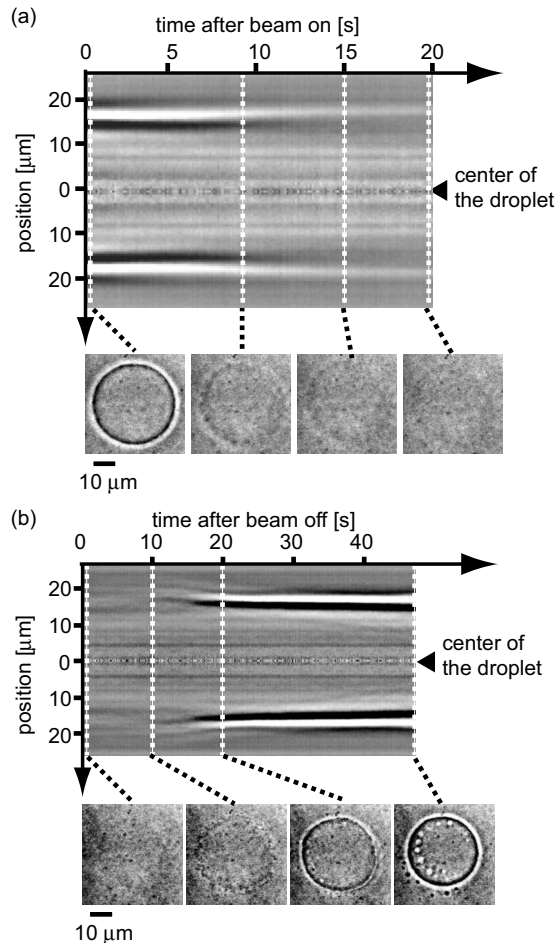 (a)
time after beam on [s]
0 5 10 15 20
position [μm]
20
10
0
10
20
center of
the droplet
10 μm
(b)
time after beam off [s]
0 10 20 30 40
position [μm]
20
10
0
10
20
center of
the droplet
10 μm